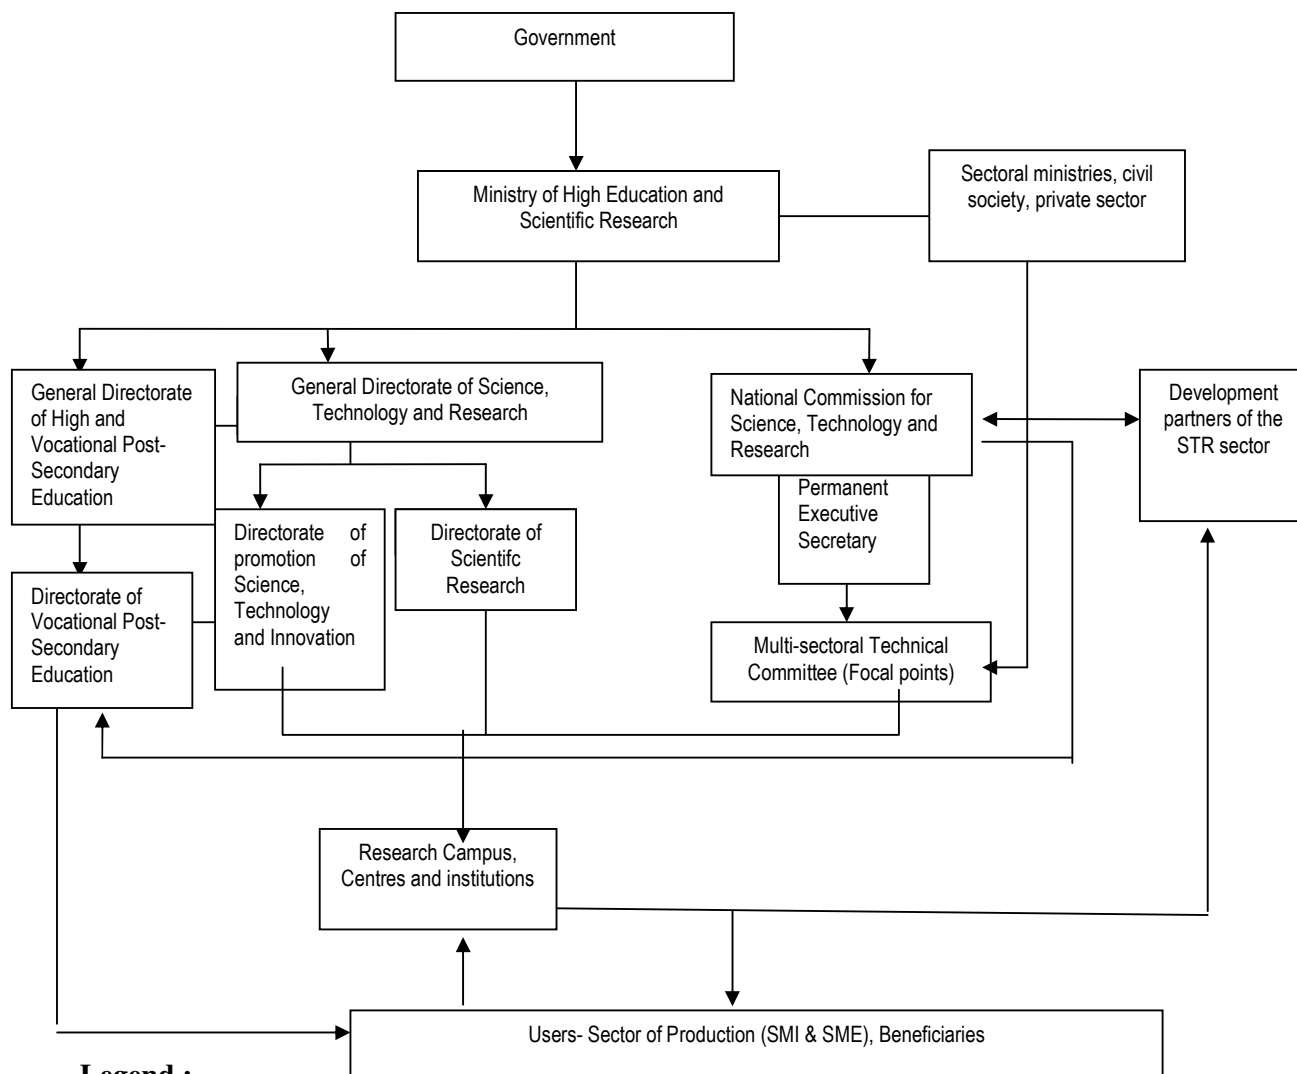 Government
Ministry of High Education and
Scientific Research
Sectoral ministries, civil
society, private sector
General Directorate
of High and
Vocational Post-
Secondary
Education
General Directorate of Science,
Technology and Research
National Commission for
Science, Technology and
Research
Development
partners of the
STR sector
Permanent
Executive
Secretary
Directorate of
promotion of
Science,
Technology
and Innovation
Directorate of
Scientifc
Research
Directorate of
Vocational Post-
Secondary
Education
Multi-sectoral Technical
Committee (Focal points)
Research Campus,
Centres and institutions
Users- Sector of Production (SMI & SME), Beneficiaries
Legend :